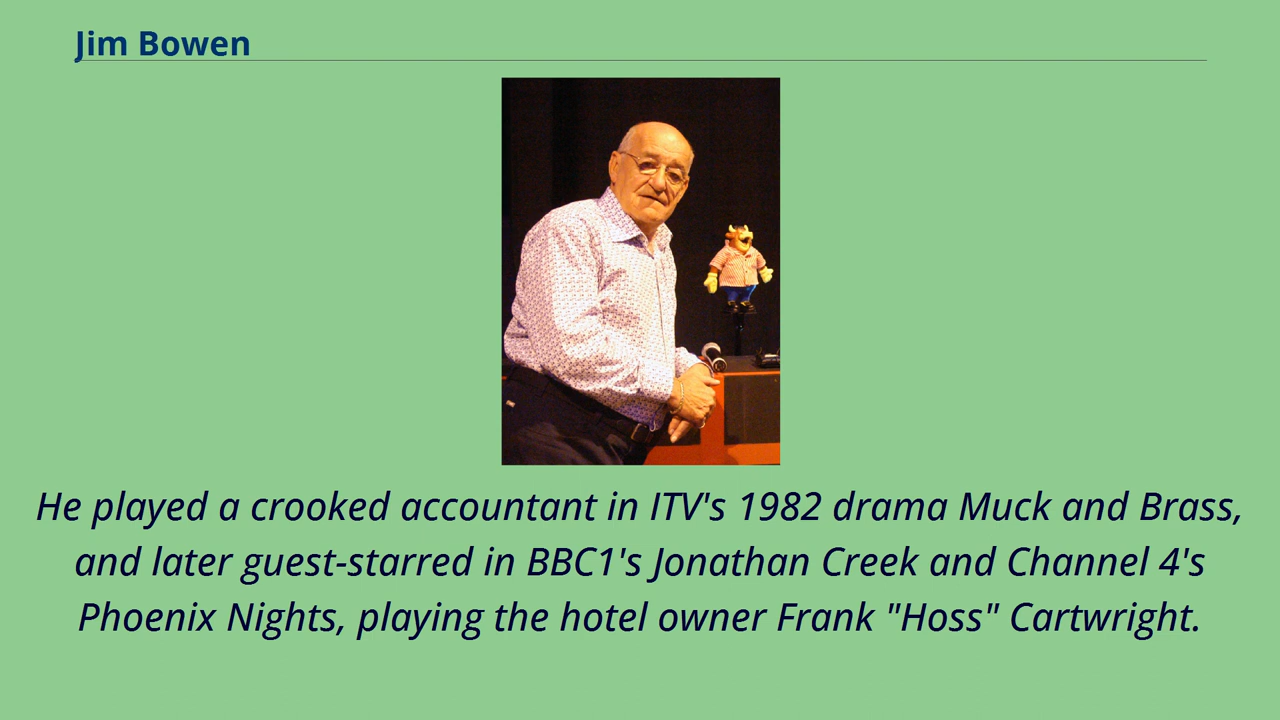 Jim Bowen
He played a crooked accountant in ITV's 1982 drama Muck and Brass,
and later guest-starred in BBC1's Jonathan Creek and Channel 4's
Phoenix Nights, playing the hotel owner Frank "Hoss" Cartwright.